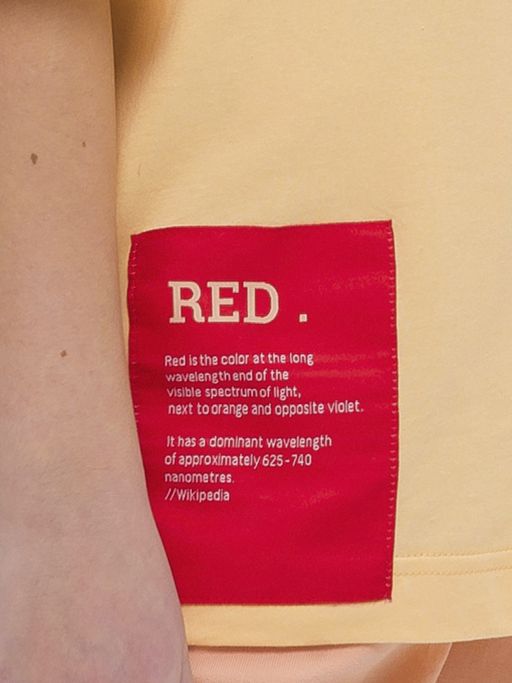 RED .
Red is the color at the long
wavelength end of the
visible spectrum of light,
next to orange and opposite violet.
It has a dominant wavelength
of approximately 625-740
nanometres.
//Wikipedia